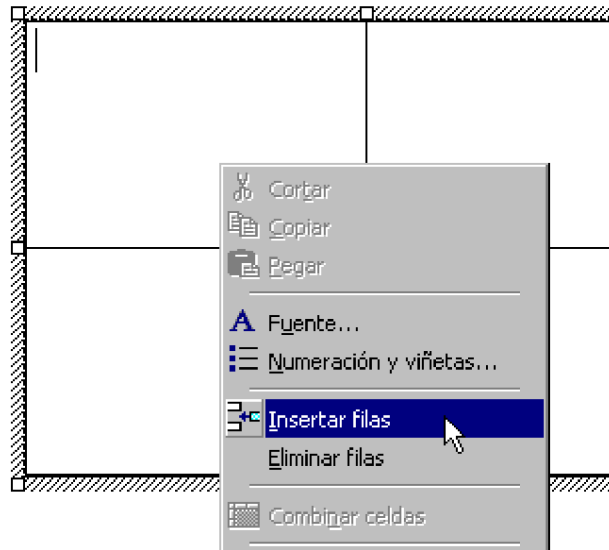 Cortar
Copiar
Pegar
Fuente...
Numeración y viñetas...
Insertar filas
Eliminar filas
Combinar celdas